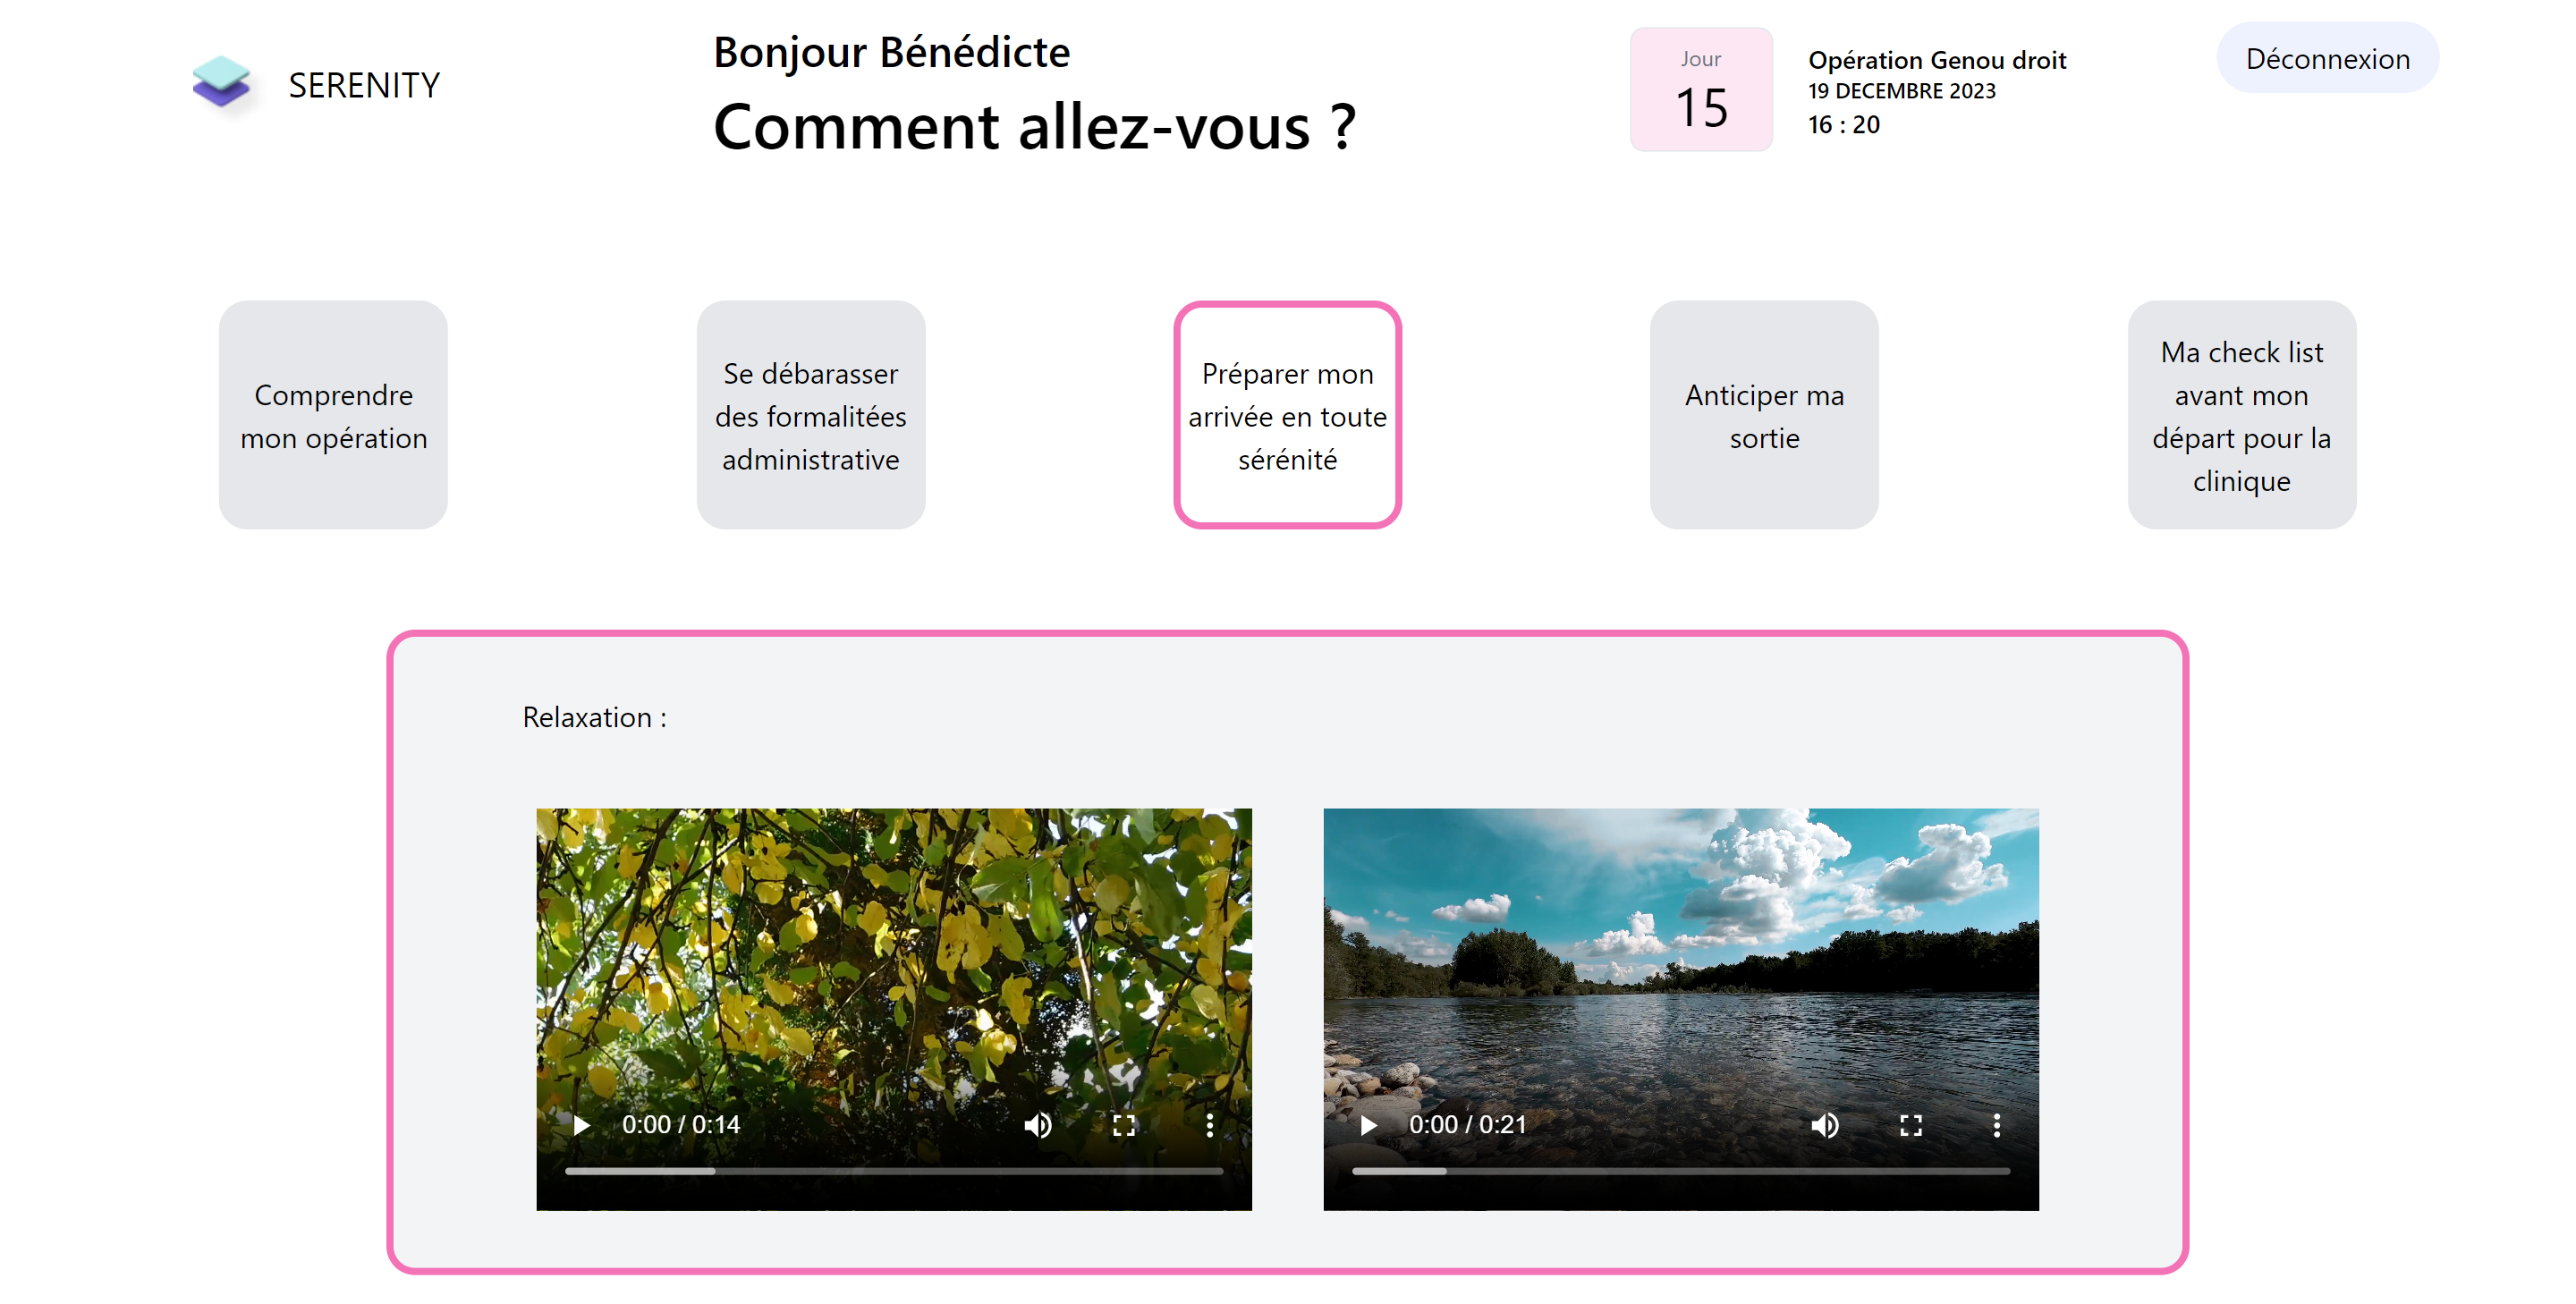 SERENITY
Bonjour Bénédicte
Comment allez-vous ?
Jour
15
Opération Genou droit
19 DECEMBRE 2023
16 : 20
Déconnexion
Comprendre
mon opération
Se débarasser
des formalitées
administrative
Préparer mon
arrivée en toute
sérénité
Anticiper ma
sortie
Ma check list
avant mon
départ pour la
clinique
Relaxation :
0:00 / 0:14
0:00 / 0:21